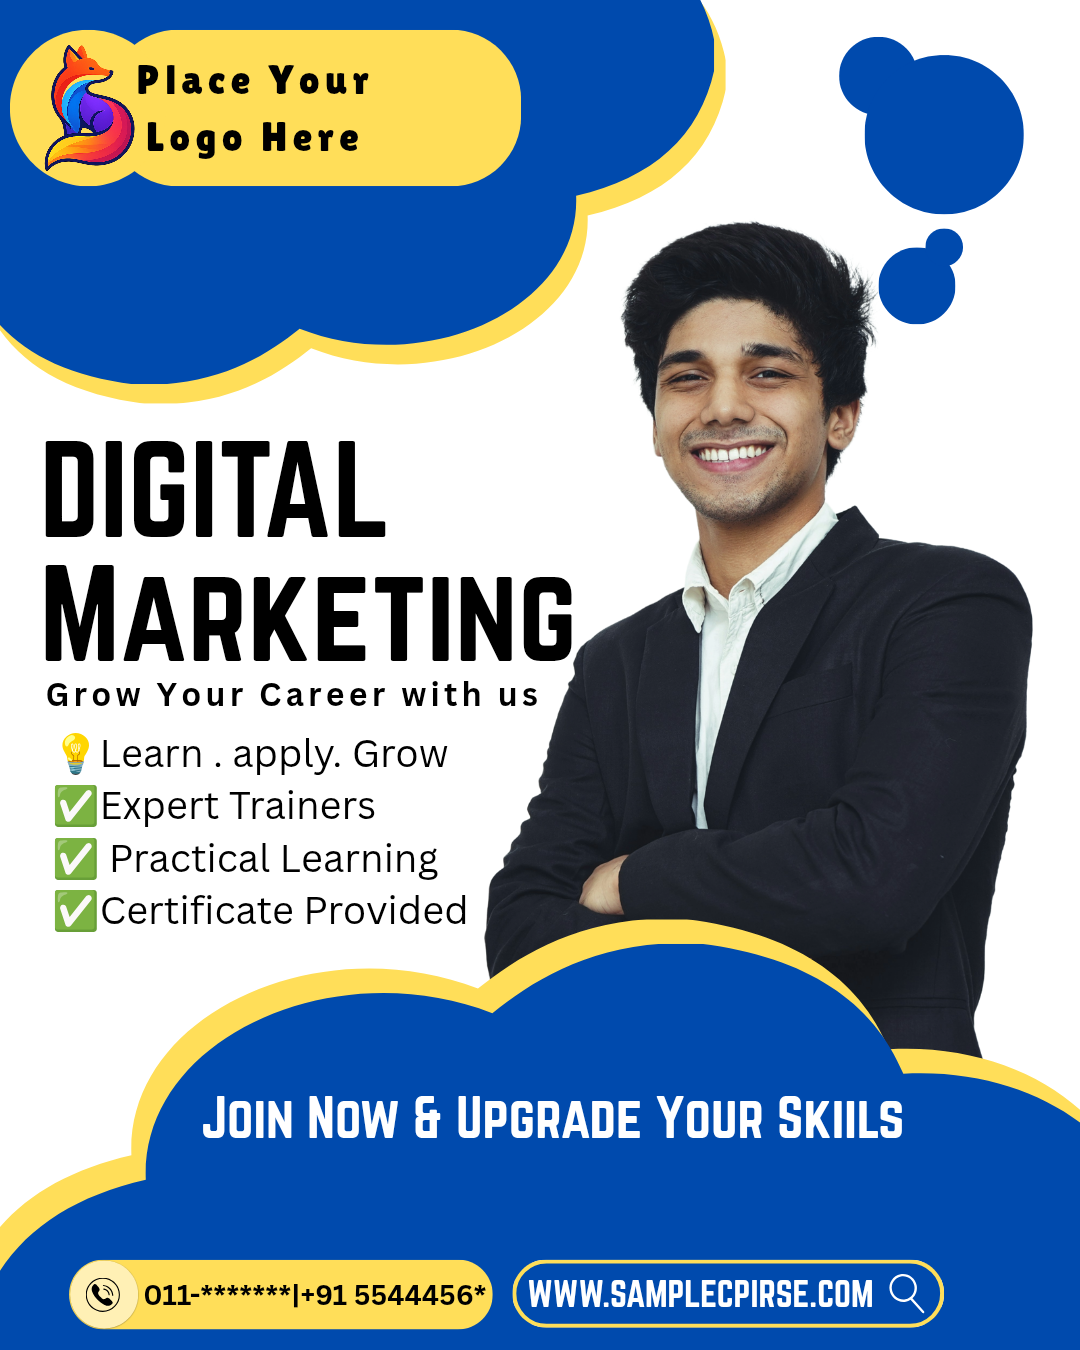 Place Your
Logo Here
DIGITAL
MARKETING
Grow Your Career with us
💡Learn . apply. Grow
✅Expert Trainers
✅ Practical Learning
✅Certificate Provided
JOIN NOW & UPGRADE YOUR SKIILS
011-*******|+91 5544456*
WWW.SAMPLECPIRSE.COM